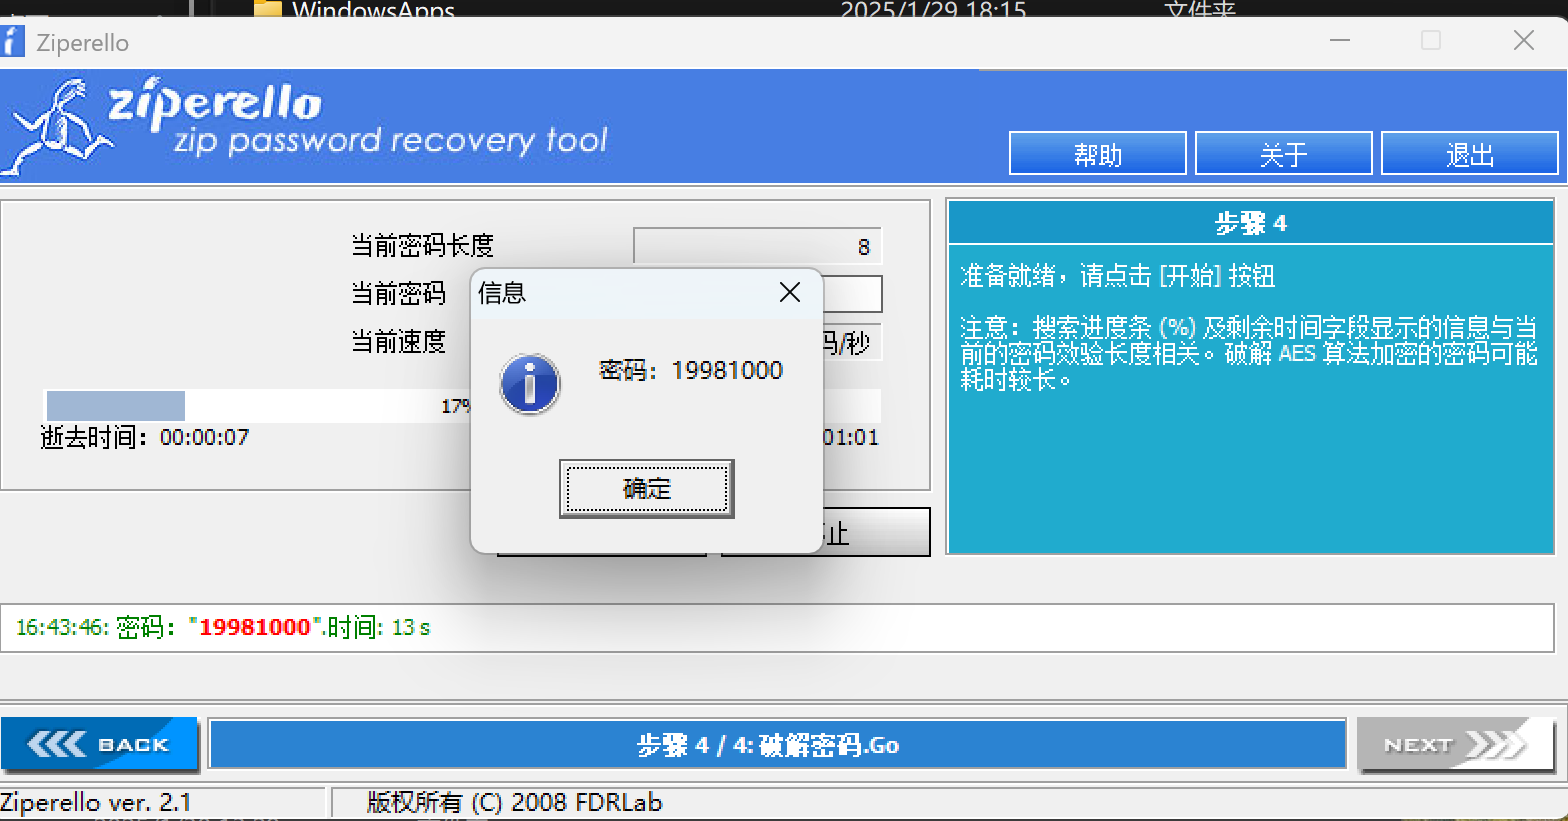 WindowsApps 2025/1/29 18:15 文件夹
Ziperello
ziperello
zip password recovery tool
帮助 关于 退出
当前密码长度 8
当前密码
当前速度 码/秒
17%
逝去时间：00:00:07
01:01
信息
密码：19981000
确定
止
步骤 4
准备就绪，请点击 [开始] 按钮
注意：搜索进度条 (%) 及剩余时间字段显示的信息与当
前的密码效验长度相关。破解 AES 算法加密的密码可能
耗时较长。
16:43:46: 密码："19981000".时间: 13 s
BACK
步骤 4 / 4: 破解密码.Go
NEXT
Ziperello ver. 2.1 版权所有 (C) 2008 FDRLab